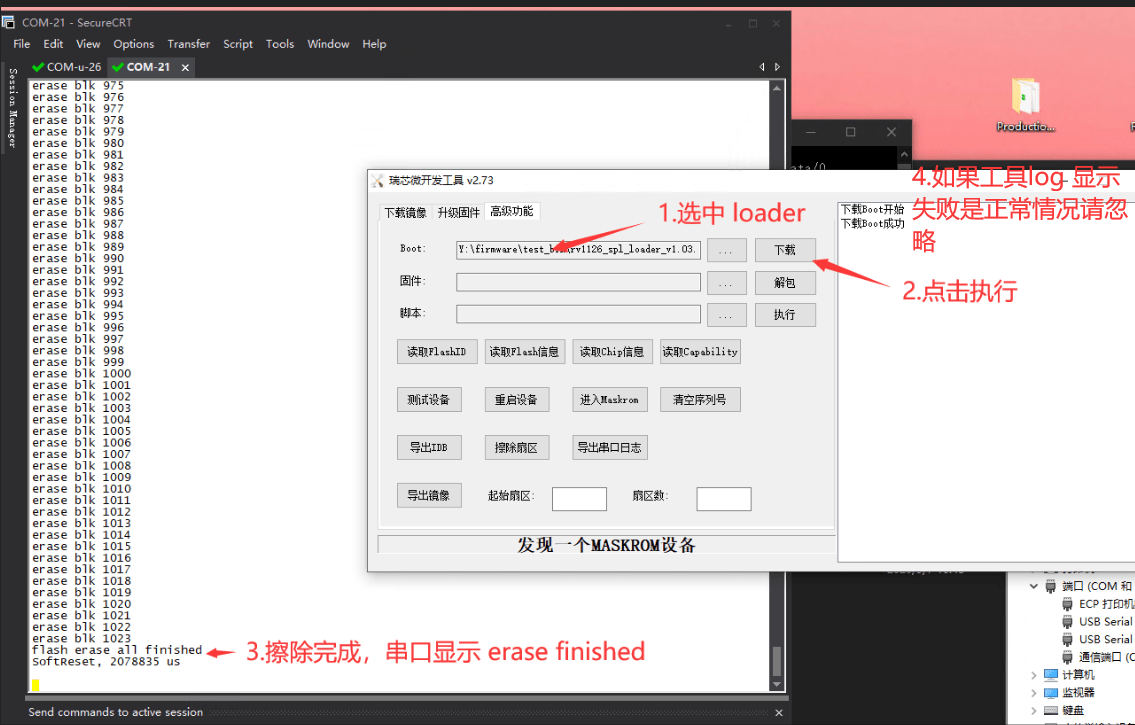 COM-21 - SecureCRT
File Edit View Options Transfer Script Tools Window Help
COM-u-26 COM-21
Session Manager
erase blk 975
erase blk 976
erase blk 977
erase blk 978
erase blk 979
erase blk 980
erase blk 981
erase blk 982
erase blk 983
erase blk 984
erase blk 985
erase blk 986
erase blk 987
erase blk 988
erase blk 989
erase blk 990
erase blk 991
erase blk 992
erase blk 993
erase blk 994
erase blk 995
erase blk 996
erase blk 997
erase blk 998
erase blk 999
erase blk 1000
erase blk 1001
erase blk 1002
erase blk 1003
erase blk 1004
erase blk 1005
erase blk 1006
erase blk 1007
erase blk 1008
erase blk 1009
erase blk 1010
erase blk 1011
erase blk 1012
erase blk 1013
erase blk 1014
erase blk 1015
erase blk 1016
erase blk 1017
erase blk 1018
erase blk 1019
erase blk 1020
erase blk 1021
erase blk 1022
erase blk 1023
flash erase all finished
SoftReset, 2078835 us
3.擦除完成，串口显示 erase finished
Send commands to active session
Productio...
ata/0
瑞芯微开发工具 v2.73
下载镜像 升级固件 高级功能
1.选中 loader
Boot: ... 下载
固件: ... 解包
脚本: ... 执行
2.点击执行
读取FlashID 读取Flash信息 读取Chip信息 读取Capability
测试设备 重启设备 进入Maskrom 清空序列号
导出IDB 擦除扇区 导出串口日志
导出镜像 起始扇区: 扇区数:
发现一个MASKROM设备
下载Boot开始
下载Boot成功
4.如果工具log 显示
失败是正常情况请忽
略
端口 (COM 和
ECP 打印机
USB Serial
USB Serial
通信端口 (C
计算机
监视器
键盘